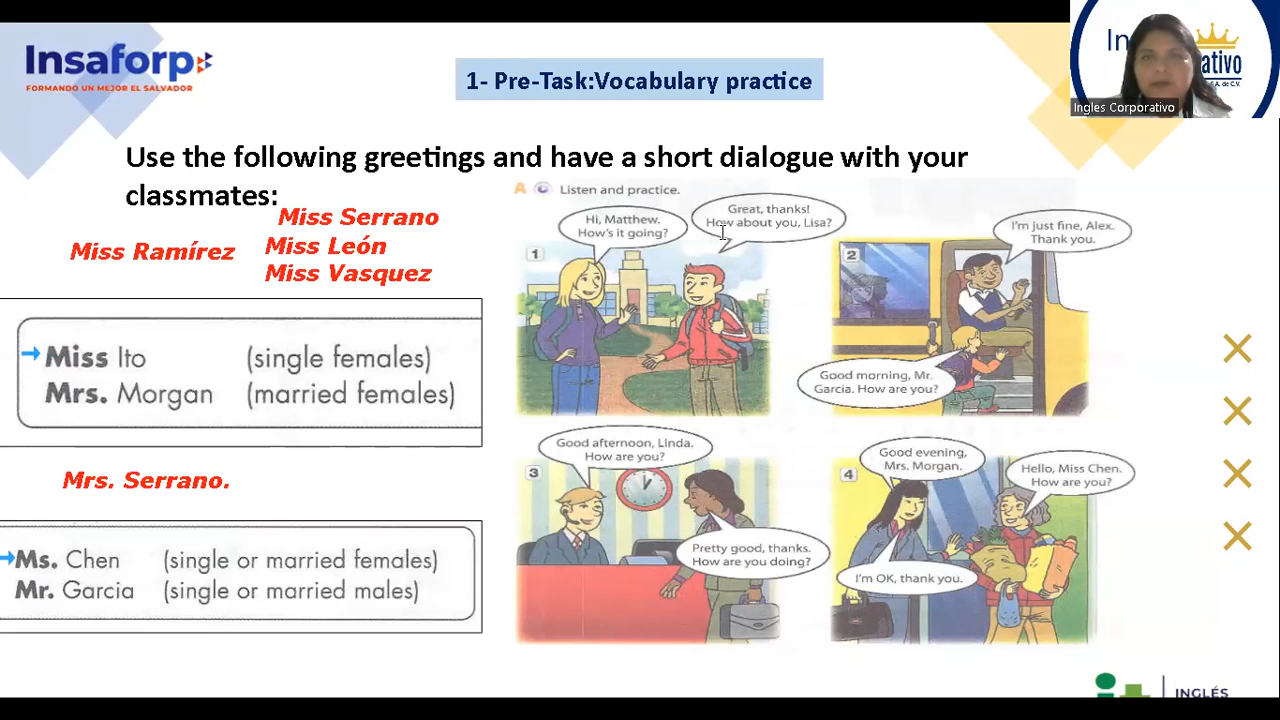 Insaforp
FORMANDO UN MEJOR EL SALVADOR
1- Pre-Task:Vocabulary practice
Ingles Corporativo
Use the following greetings and have a short dialogue with your
classmates:
Miss Serrano
Miss Ramírez
Miss León
Miss Vasquez
Miss Ito (single females)
Mrs. Morgan (married females)
Mrs. Serrano.
Ms. Chen (single or married females)
Mr. Garcia (single or married males)
A Listen and practice.
1
Hi, Matthew.
How's it going?
Great, thanks!
How about you, Lisa?
2
I'm just fine, Alex.
Thank you.
Good morning, Mr.
Garcia. How are you?
3
Good afternoon, Linda.
How are you?
Pretty good, thanks.
How are you doing?
4
Good evening,
Mrs. Morgan.
Hello, Miss Chen.
How are you?
I'm OK, thank you.
INGLÉS